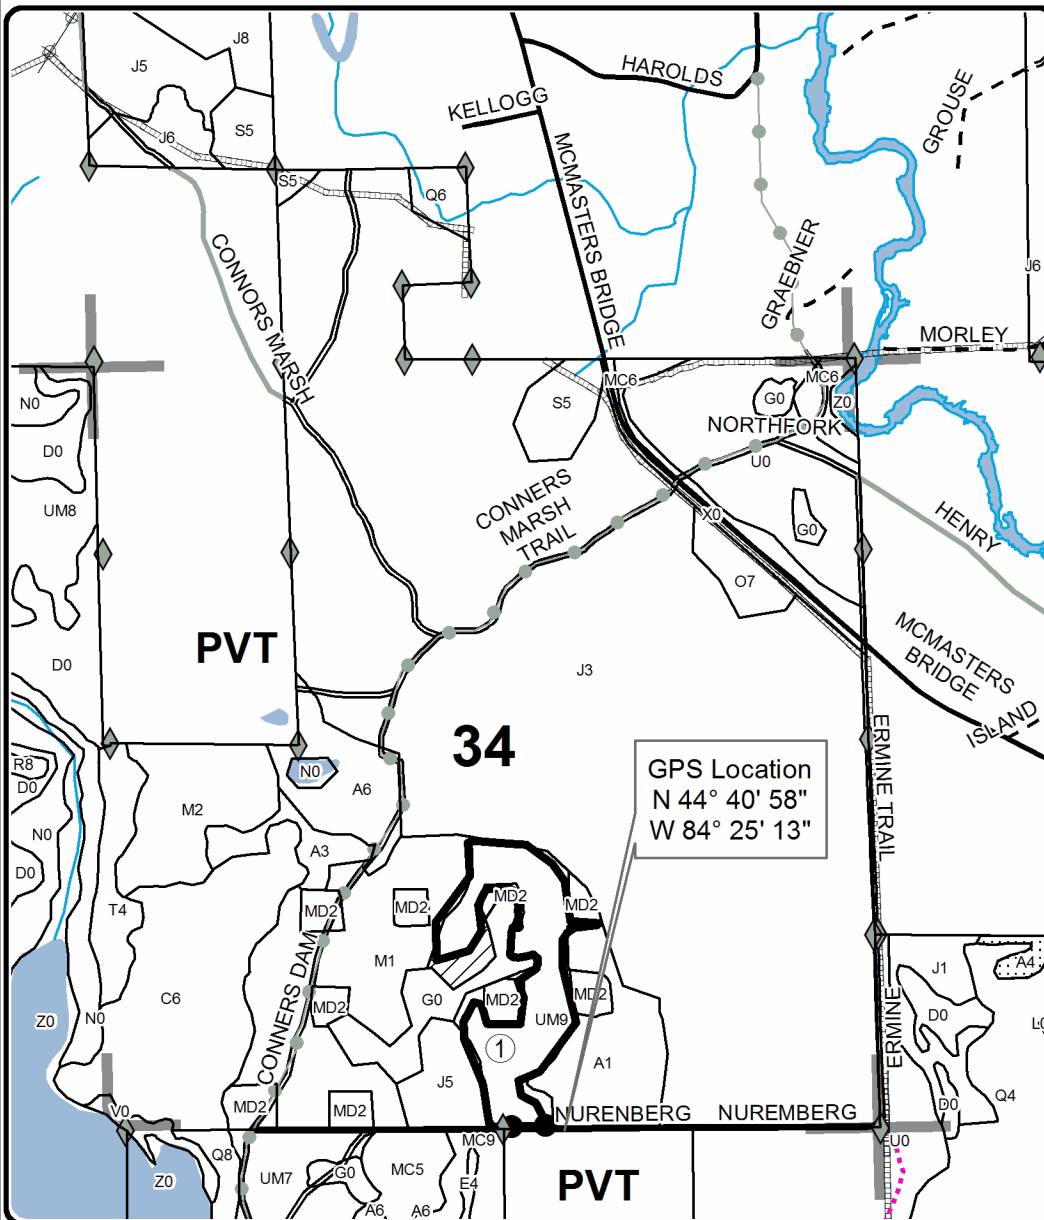 J8
J5
HAROLDS
GROUSE
KELLOGG
J6
S5
MCMASTERS BRIDGE
S5
Q6
GRAEBNER
CONNORS MARSH
J6
MORLEY
MC6
MC6
N0
S5
G0
Z0
NORTHFORK
D0
U0
CONNERS
MARSH
TRAIL
UM8
X0
G0
HENRY
O7
PVT
D0
J3
MCMASTERS
BRIDGE
ISLAND
34
ERMINE TRAIL
GPS Location
N 44° 40' 58"
W 84° 25' 13"
R8
D0
N0
A6
M2
N0
A3
D0
MD2
MD2
MD2
MD2
T4
M1
CONNERS DAM
J1
A4
C6
G0
MD2
MD2
MD2
ERMINE
D0
L0
Z0
N0
UM9
1
A1
J5
Q4
V0
MD2
MD2
NURENBERG
NUREMBERG
D0
MC9
U0
Q8
UM7
G0
MC5
Z0
E4
PVT
A6
A6